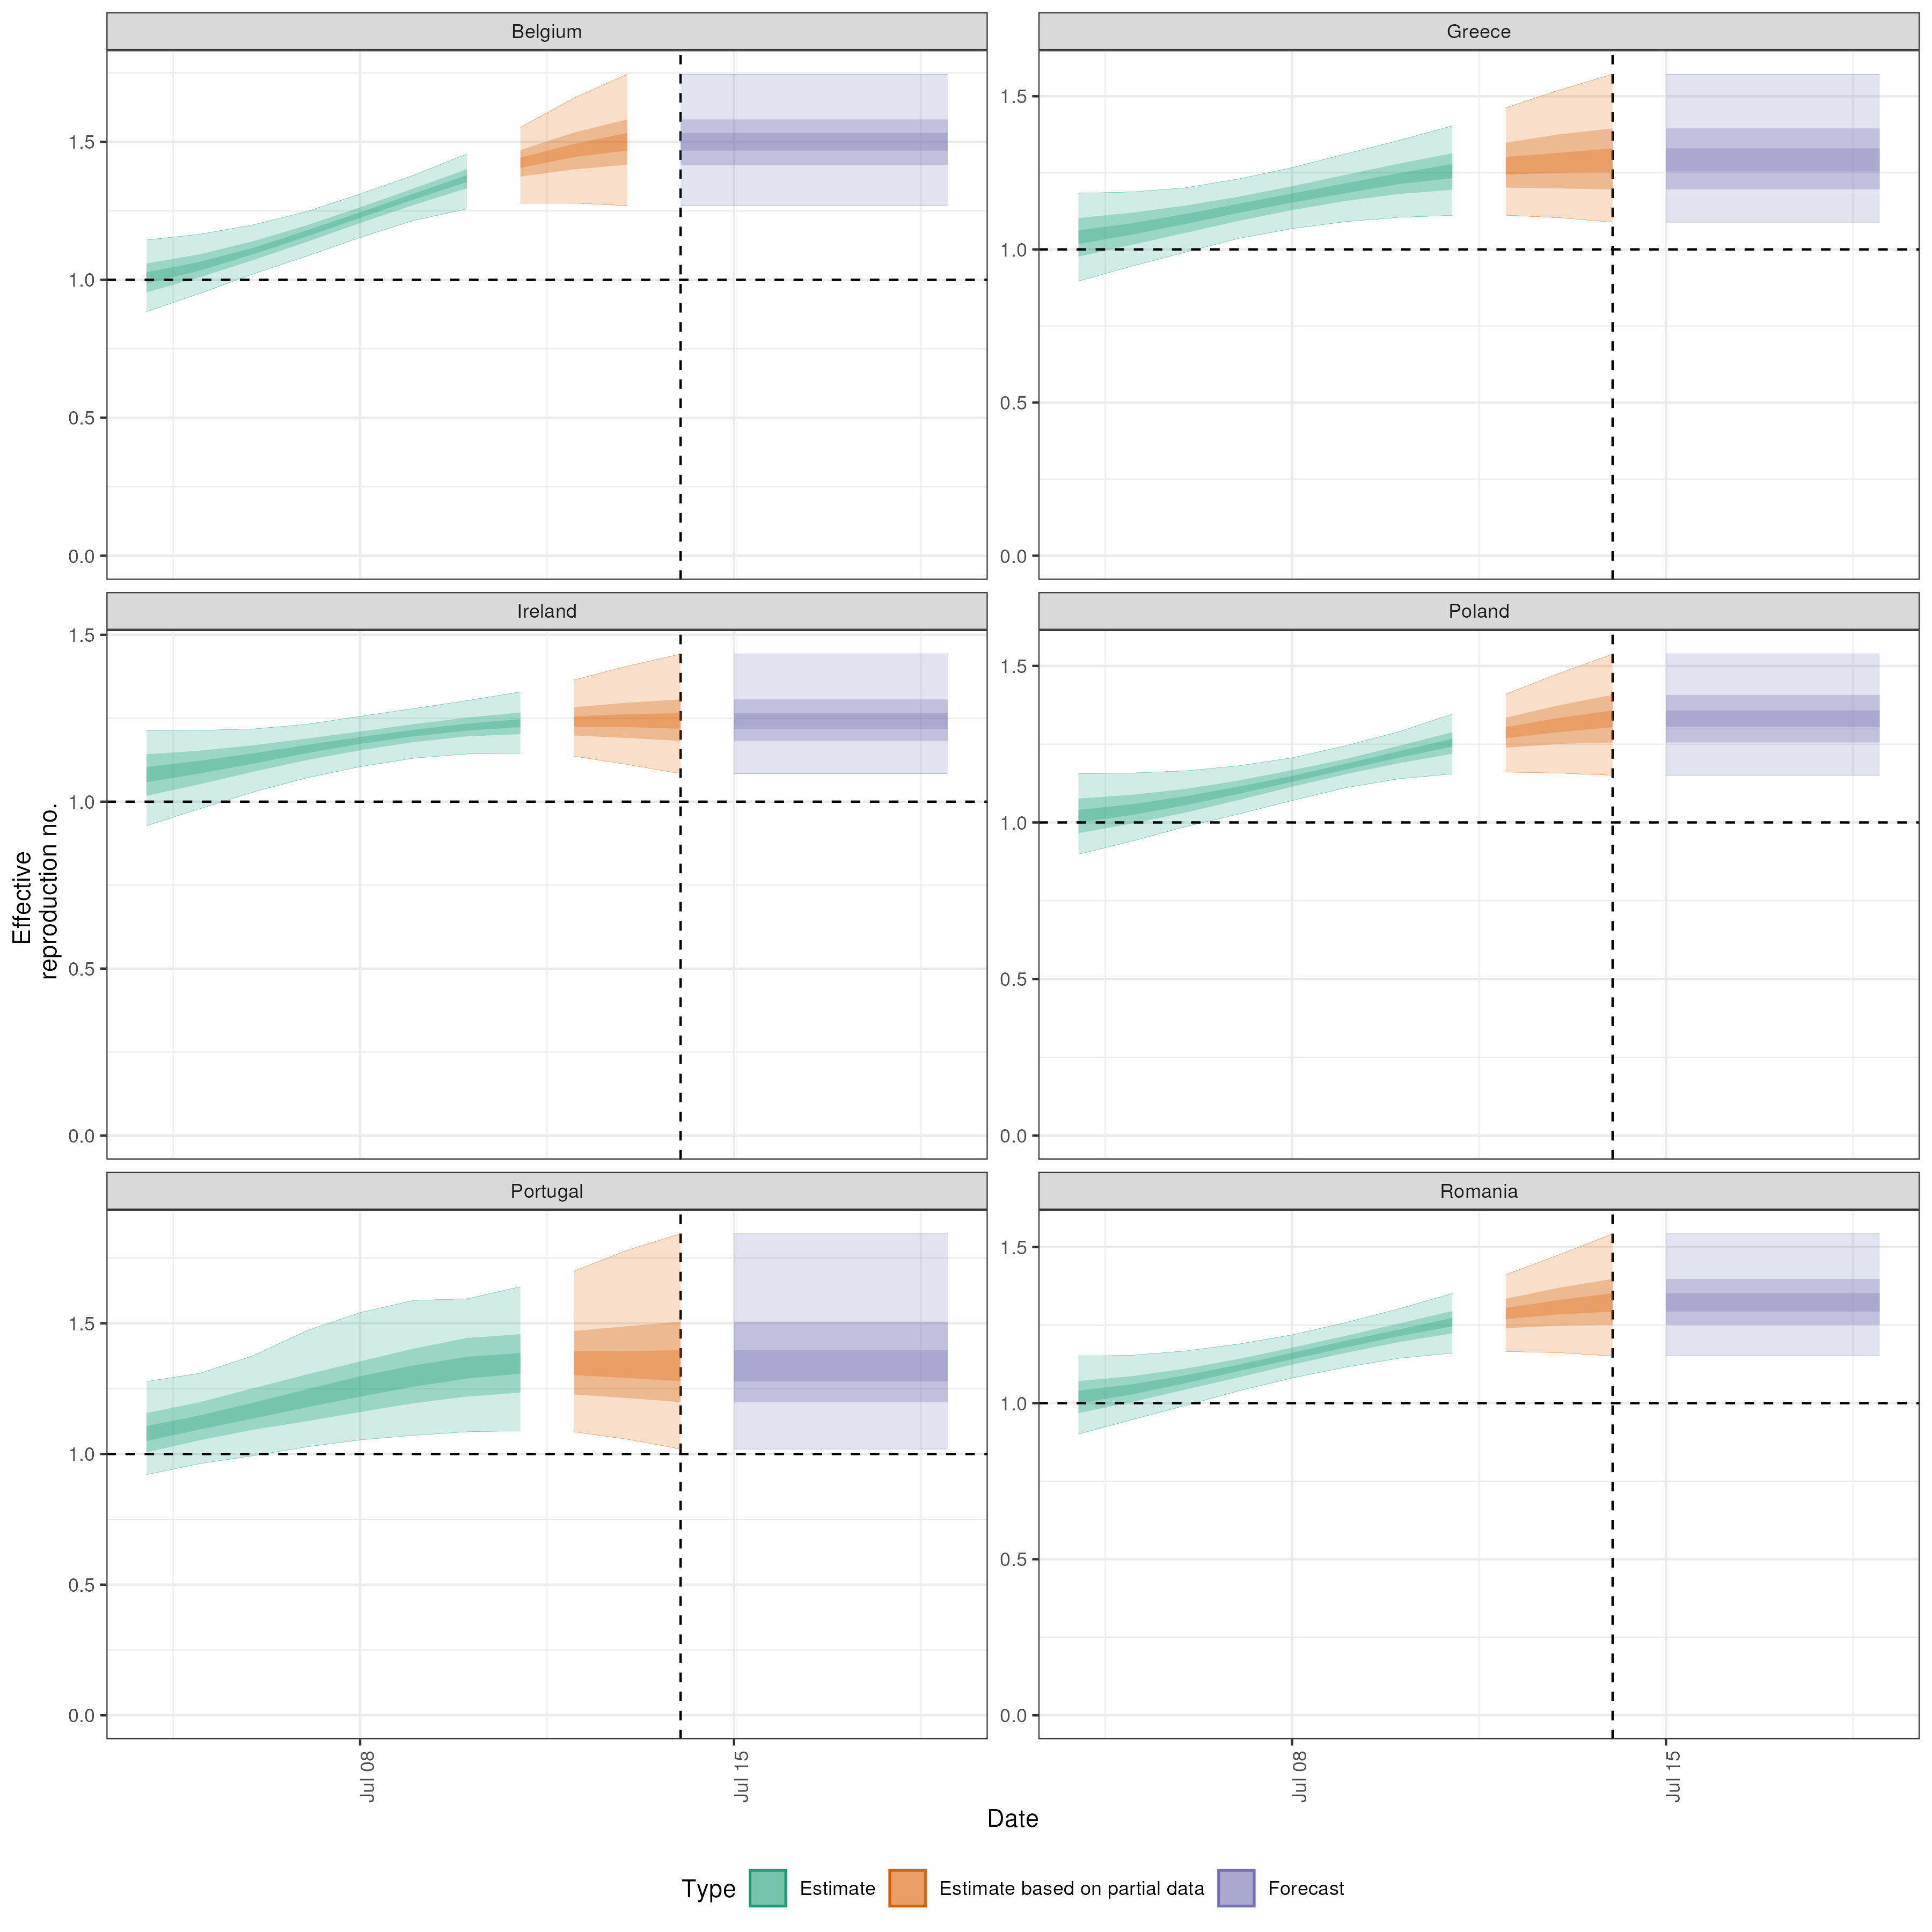 Belgium
Greece
1.5
1.0
0.5
0.0
1.5
1.0
0.5
0.0
Ireland
Poland
1.5
1.0
0.5
0.0
1.5
1.0
0.5
0.0
Effective
reproduction no.
Portugal
Romania
1.5
1.0
0.5
0.0
1.5
1.0
0.5
0.0
Jul 08
Jul 15
Jul 08
Jul 15
Date
Type Estimate Estimate based on partial data Forecast